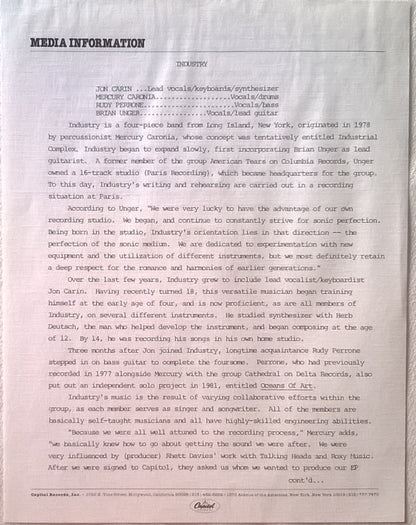 MEDIA INFORMATION
INDUSTRY
JON CARIN ...Lead vocals/keyboards/synthesizer
MERCURY CARONIA...................Vocals/drums
RUDY PERRONE.......................Vocals/bass
BRIAN UNGER.................Vocals/lead guitar
Industry is a four-piece band from Long Island, New York, originated in 1978
by percussionist Mercury Caronia, whose concept was tentatively entitled Industrial
Complex. Industry began to expand slowly, first incorporating Brian Unger as lead
guitarist. A former member of the group American Tears on Columbia Records, Unger
owned a 16-track studio (Paris Recording), which became headquarters for the group.
To this day, Industry's writing and rehearsing are carried out in a recording
situation at Paris.
According to Unger, "We were very lucky to have the advantage of our own
recording studio. We began, and continue to constantly strive for sonic perfection.
Being born in the studio, Industry's orientation lies in that direction -- the
perfection of the sonic medium. We are dedicated to experimentation with new
equipment and the utilization of different instruments, but we most definitely retain
a deep respect for the romance and harmonies of earlier generations."
Over the last few years, Industry grew to include lead vocalist/keyboardist
Jon Carin. Having recently turned 18, this versatile musician began training
himself at the early age of four, and is now proficient, as are all members of
Industry, on several different instruments. He studied synthesizer with Herb
Deutach, the man who helped develop the instrument, and began composing at the age
of 12. By 14, he was recording his songs in his own home studio.
Three months after Jon joined Industry, longtime acquaintance Rudy Perrone
stepped in on bass guitar to complete the foursome. Perrone, who had previously
recorded in 1977 alongside Mercury with the group Cathedral on Delta Records, also
put out an independent solo project in 1981, entitled Oceans Of Art.
Industry's music is the result of varying collaborative efforts within the
group, as each member serves as singer and songwriter. All of the members are
basically self-taught musicians and all have highly-skilled engineering abilities.
"Because we were all well attuned to the recording process," Mercury adds,
"we basically knew how to go about getting the sound we were after. We were
very influenced by (producer) Rhett Davies' work with Talking Heads and Roxy Music.
After we were signed to Capitol, they asked us whom we wanted to produce our EP
cont'd...
Capitol Records, Inc. · 1750 N. Vine Street, Hollywood, California 90028 · 1370 Avenue of the Americas, New York, New York 10019
Capitol